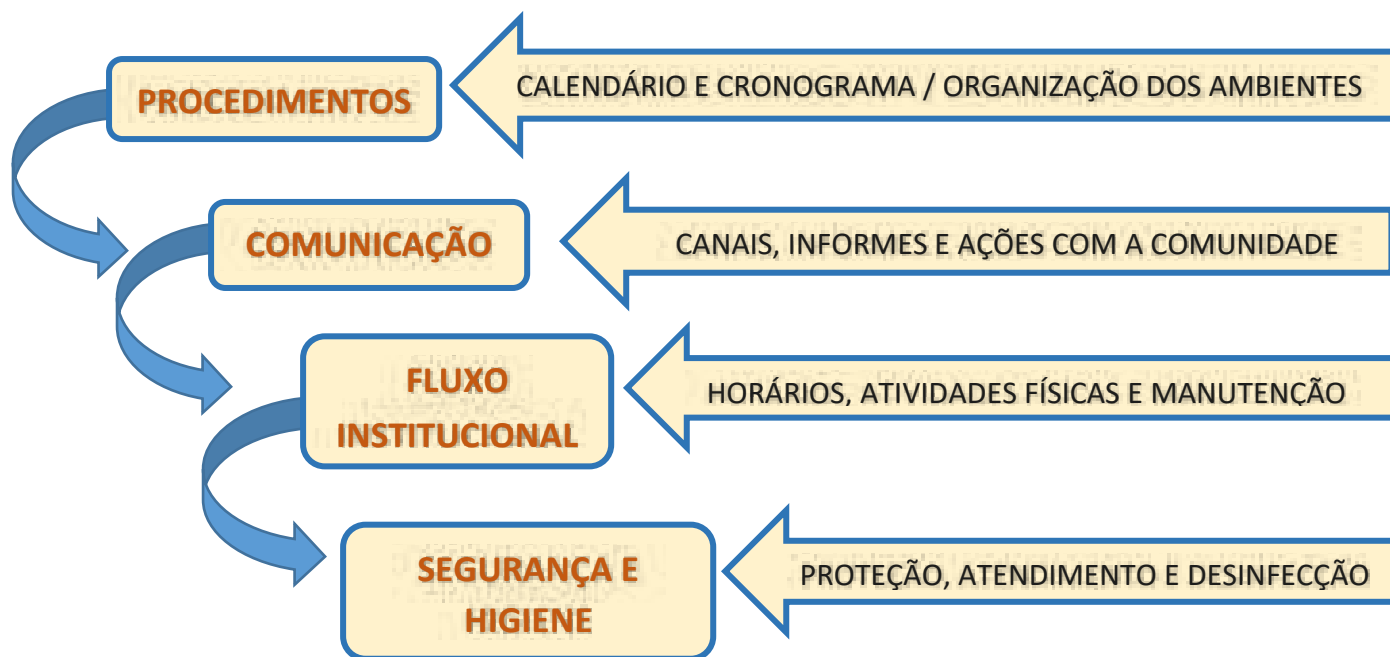 PROCEDIMENTOS
CALENDÁRIO E CRONOGRAMA / ORGANIZAÇÃO DOS AMBIENTES
COMUNICAÇÃO
CANAIS, INFORMES E AÇÕES COM A COMUNIDADE
FLUXO
INSTITUCIONAL
HORÁRIOS, ATIVIDADES FÍSICAS E MANUTENÇÃO
SEGURANÇA E
HIGIENE
PROTEÇÃO, ATENDIMENTO E DESINFECÇÃO